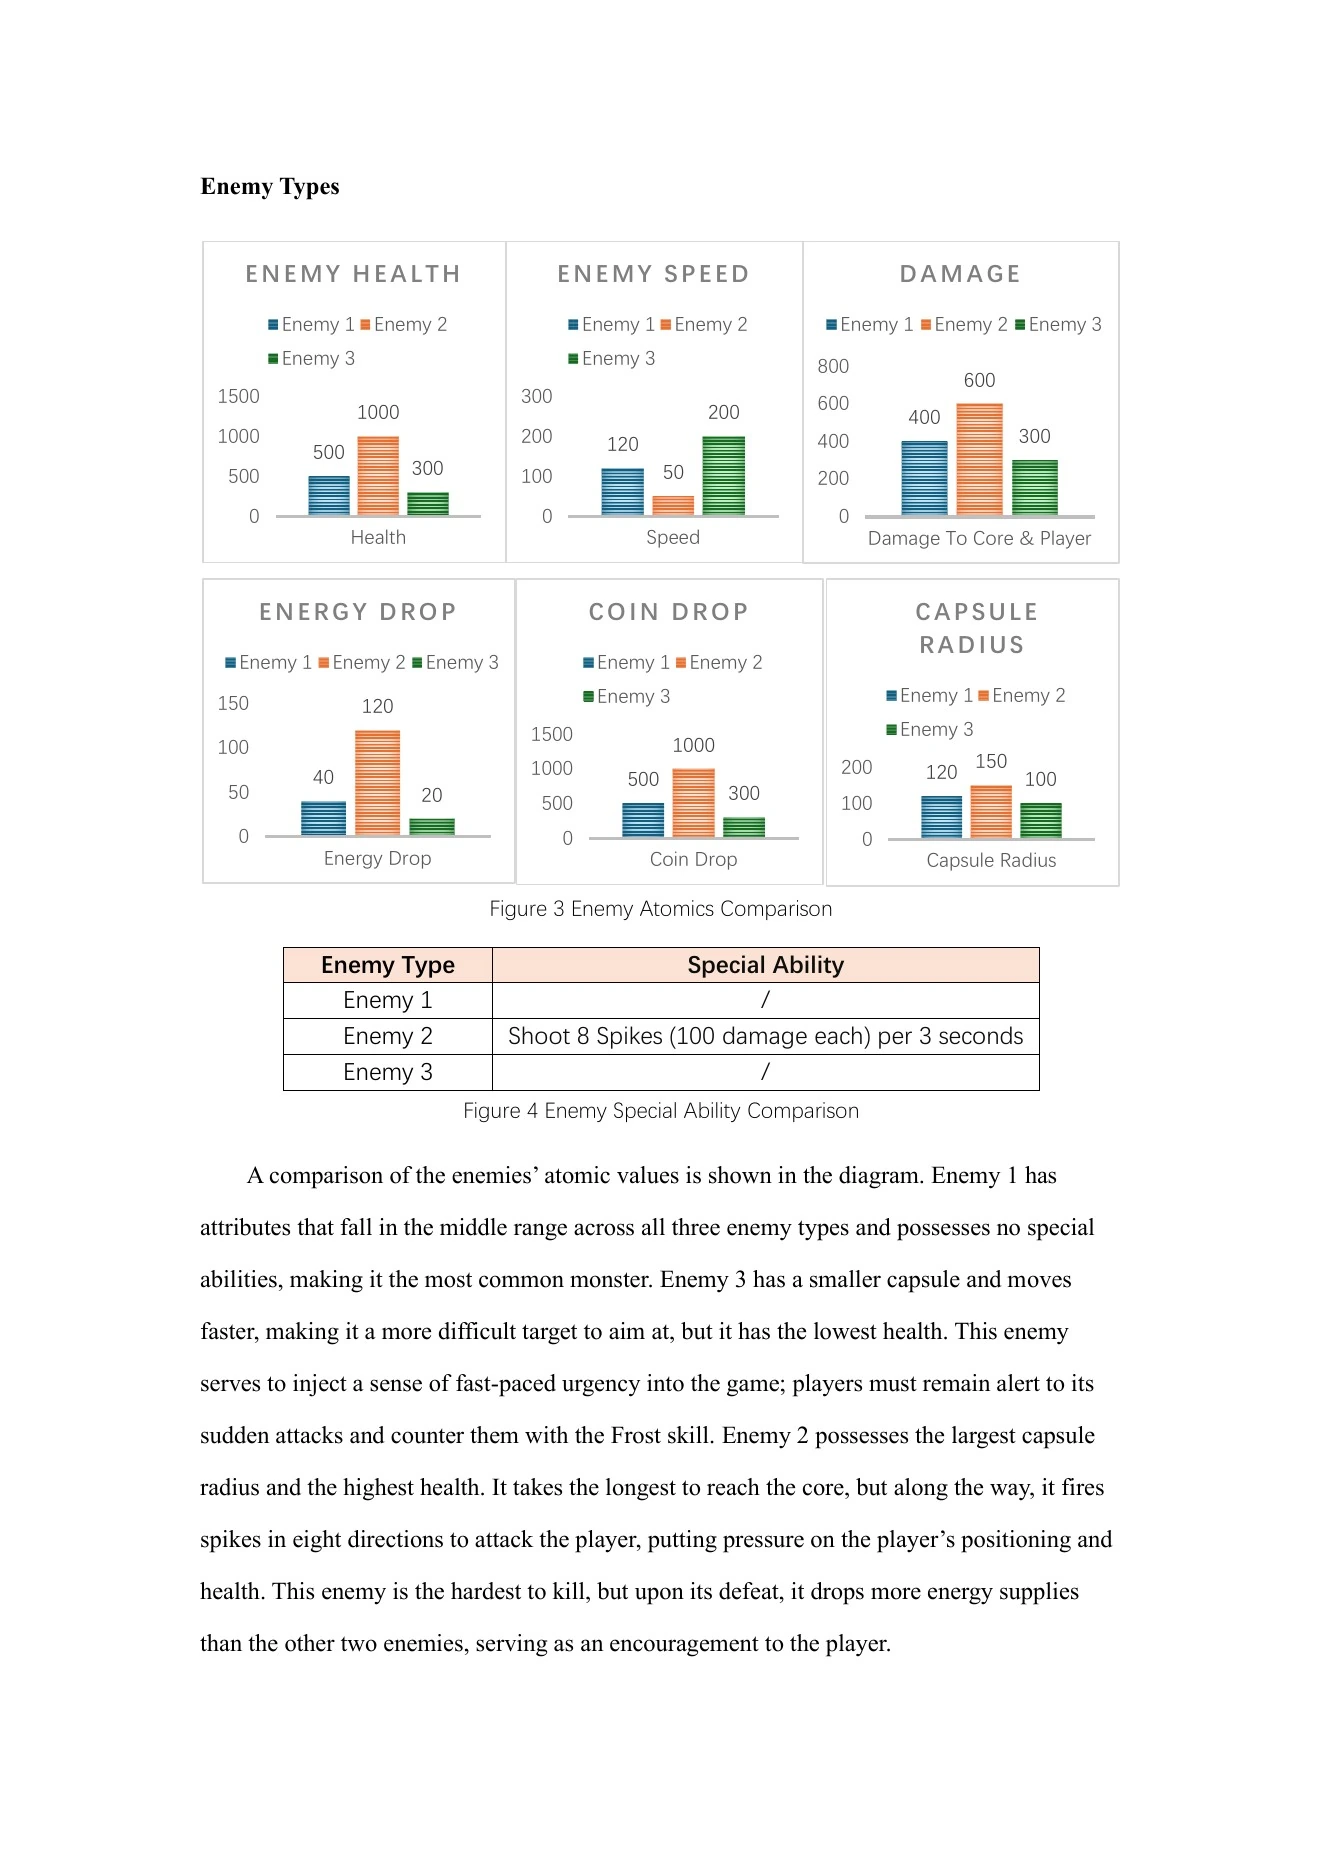 Enemy Types
ENEMY HEALTH
Enemy 1 Enemy 2
Enemy 3
1500
1000
500
0
500
1000
300
Health
ENEMY SPEED
Enemy 1 Enemy 2
Enemy 3
300
200
100
0
120
50
200
Speed
DAMAGE
Enemy 1 Enemy 2 Enemy 3
800
600
400
200
0
400
600
300
Damage To Core & Player
ENERGY DROP
Enemy 1 Enemy 2 Enemy 3
150
100
50
0
40
120
20
Energy Drop
COIN DROP
Enemy 1 Enemy 2
Enemy 3
1500
1000
500
0
500
1000
300
Coin Drop
CAPSULE
RADIUS
Enemy 1 Enemy 2
Enemy 3
200
100
0
120
150
100
Capsule Radius
Figure 3 Enemy Atomics Comparison
Enemy Type Special Ability
Enemy 1 /
Enemy 2 Shoot 8 Spikes (100 damage each) per 3 seconds
Enemy 3 /
Figure 4 Enemy Special Ability Comparison
A comparison of the enemies’ atomic values is shown in the diagram. Enemy 1 has
attributes that fall in the middle range across all three enemy types and possesses no special
abilities, making it the most common monster. Enemy 3 has a smaller capsule and moves
faster, making it a more difficult target to aim at, but it has the lowest health. This enemy
serves to inject a sense of fast-paced urgency into the game; players must remain alert to its
sudden attacks and counter them with the Frost skill. Enemy 2 possesses the largest capsule
radius and the highest health. It takes the longest to reach the core, but along the way, it fires
spikes in eight directions to attack the player, putting pressure on the player’s positioning and
health. This enemy is the hardest to kill, but upon its defeat, it drops more energy supplies
than the other two enemies, serving as an encouragement to the player.